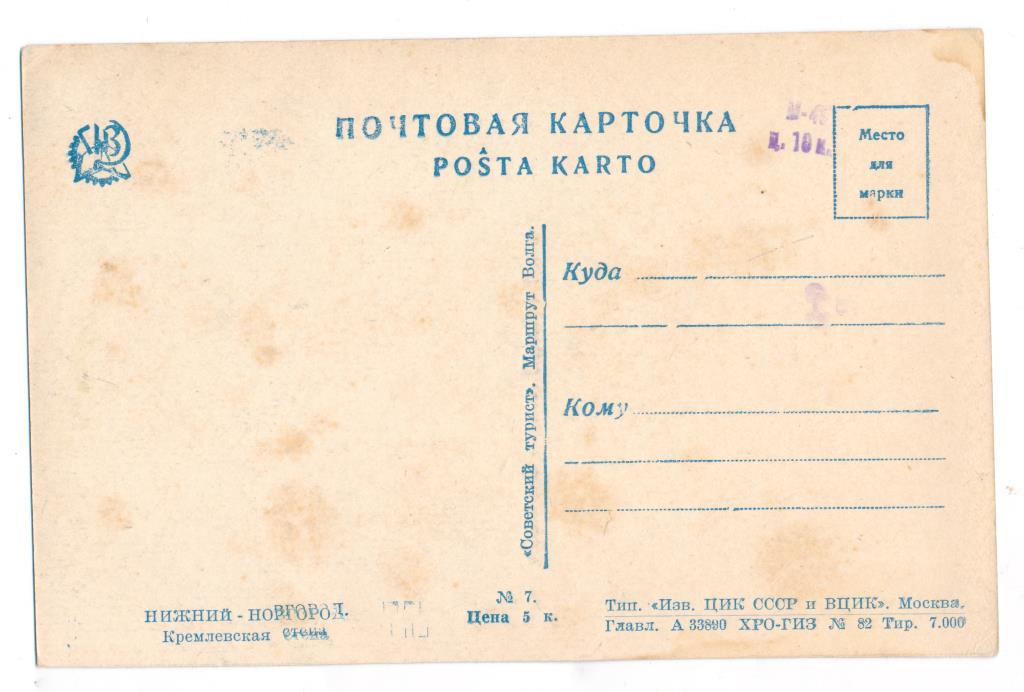 ПОЧТОВАЯ КАРТОЧКА
POŜTA KARTO
ц. 10 к.
Место
для
марки
«Советский турист». Маршрут Волга.
Куда
Кому
НИЖНИЙ-НОВГОРОД.
Кремлевская стена
№ 7.
Цена 5 к.
Тип. «Изв. ЦИК СССР и ВЦИК». Москва.
Главл. А 33890 ХРО-ГИЗ № 82 Тир. 7.000